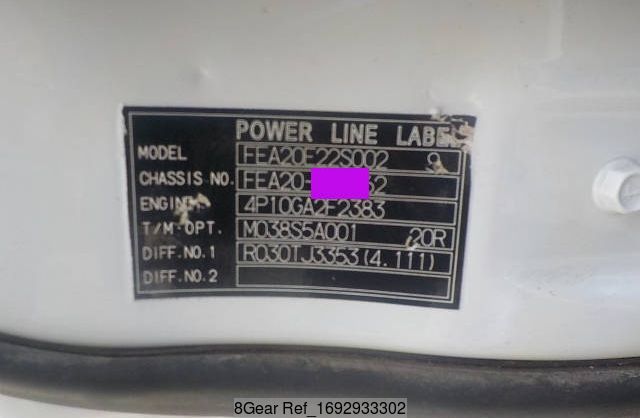 POWER LINE LABEL
MODEL FEA20F22S002 9
CHASSIS NO. FEA20-
ENGINE 4P10GA2F2383
T/M·OPT. M038S5A001 20R
DIFF.NO.1 R030TJ3353(4.111)
DIFF.NO.2
8Gear Ref_1692933302